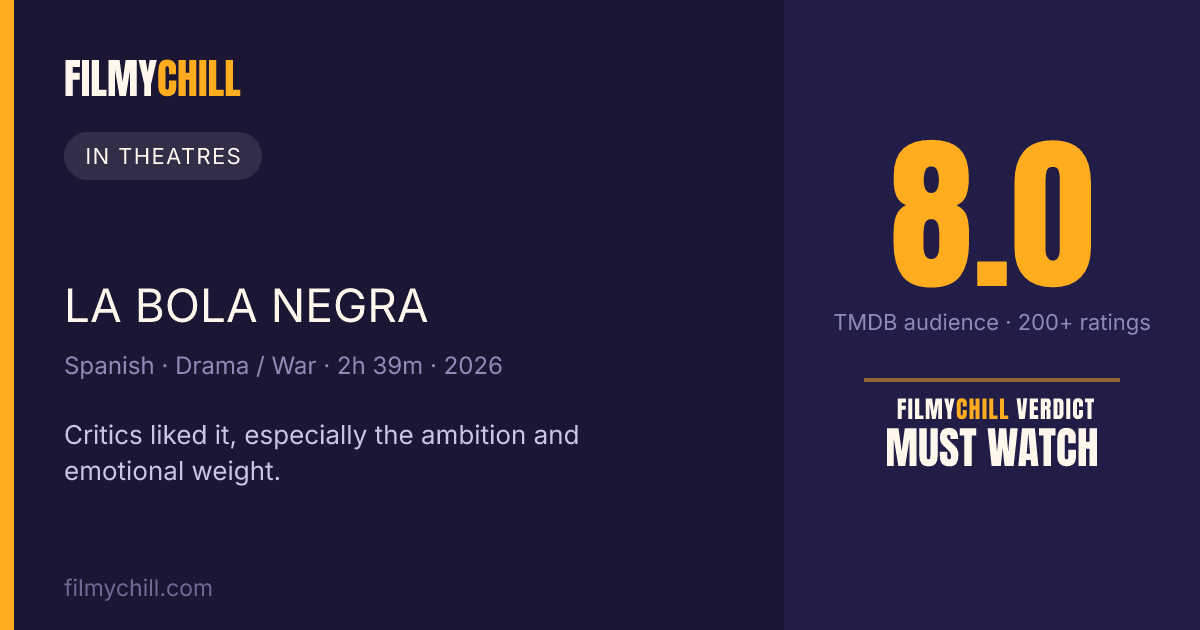 FILMYCHILL
IN THEATRES
LA BOLA NEGRA
Spanish · Drama / War · 2h 39m · 2026
Critics liked it, especially the ambition and
emotional weight.
filmychill.com
8.0
TMDB audience · 200+ ratings
FILMYCHILL VERDICT
MUST WATCH